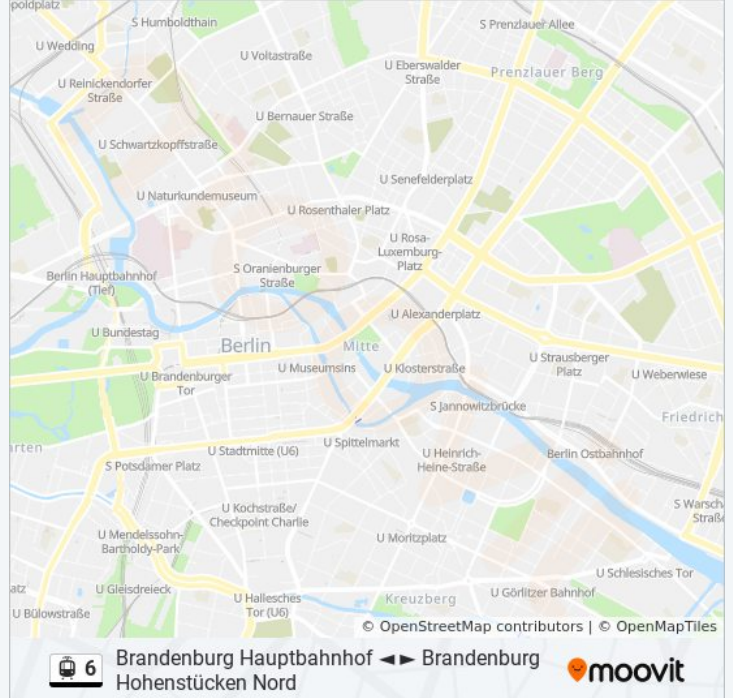 poldplatz
S Humboldthain
S Prenzlauer Allee
U Wedding
U Voltastraße
U Eberswalder
Straße
Prenzlauer Berg
U Reinickendorfer
Straße
U Bernauer Straße
U Schwartzkopffstraße
U Senefelderplatz
U Naturkundemuseum
U Rosenthaler Platz
U Rosa-
Luxemburg-
Platz
S Oranienburger
Straße
Berlin Hauptbahnhof
(Tief)
U Alexanderplatz
U Bundestag
Berlin
Mitte
U Strausberger
Platz
U Museumsins
U Klosterstraße
U Weberwiese
U Brandenburger
Tor
S Jannowitzbrücke
Friedrich
rten
U Spittelmarkt
U Stadtmitte (U6)
U Heinrich-
Heine-Straße
Berlin Ostbahnhof
S Potsdamer Platz
S Warsch
Straße
U Kochstraße/
Checkpoint Charlie
U Mendelssohn-
Bartholdy-Park
U Moritzplatz
U Schlesisches Tor
atz
U Gleisdreieck
U Görlitzer Bahnhof
U Hallesches
Tor (U6)
Kreuzberg
U Bülowstraße
© OpenStreetMap contributors | © OpenMapTiles
6
Brandenburg Hauptbahnhof ◄► Brandenburg
Hohenstücken Nord
moovit